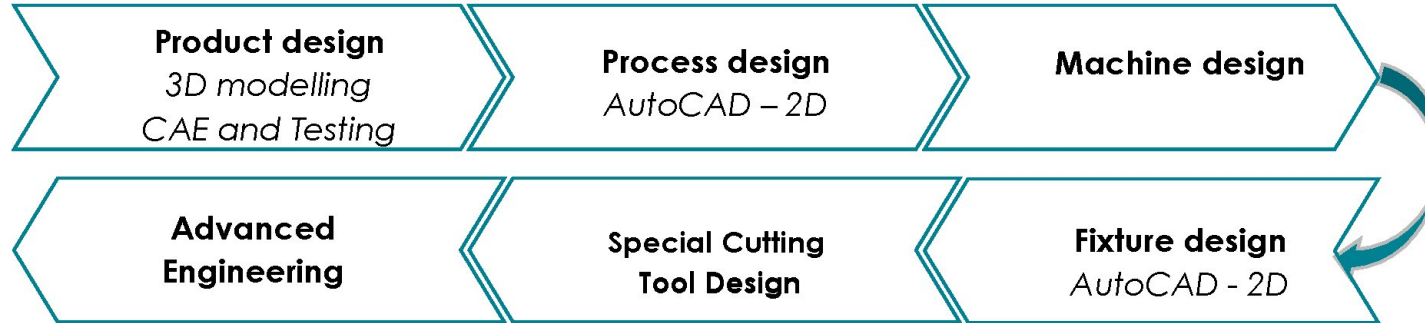 Product design
3D modelling
CAE and Testing
Process design
AutoCAD – 2D
Machine design
Fixture design
AutoCAD - 2D
Special Cutting
Tool Design
Advanced
Engineering